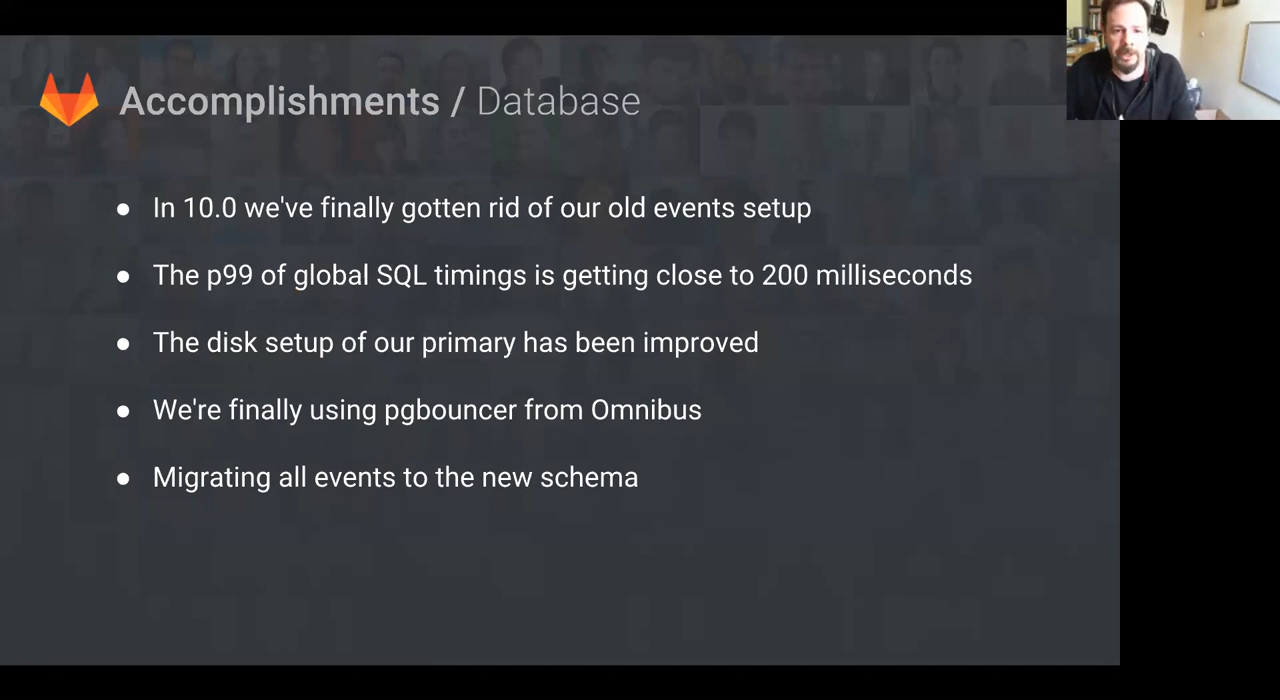 Accomplishments / Database
● In 10.0 we've finally gotten rid of our old events setup
● The p99 of global SQL timings is getting close to 200 milliseconds
● The disk setup of our primary has been improved
● We're finally using pgbouncer from Omnibus
● Migrating all events to the new schema